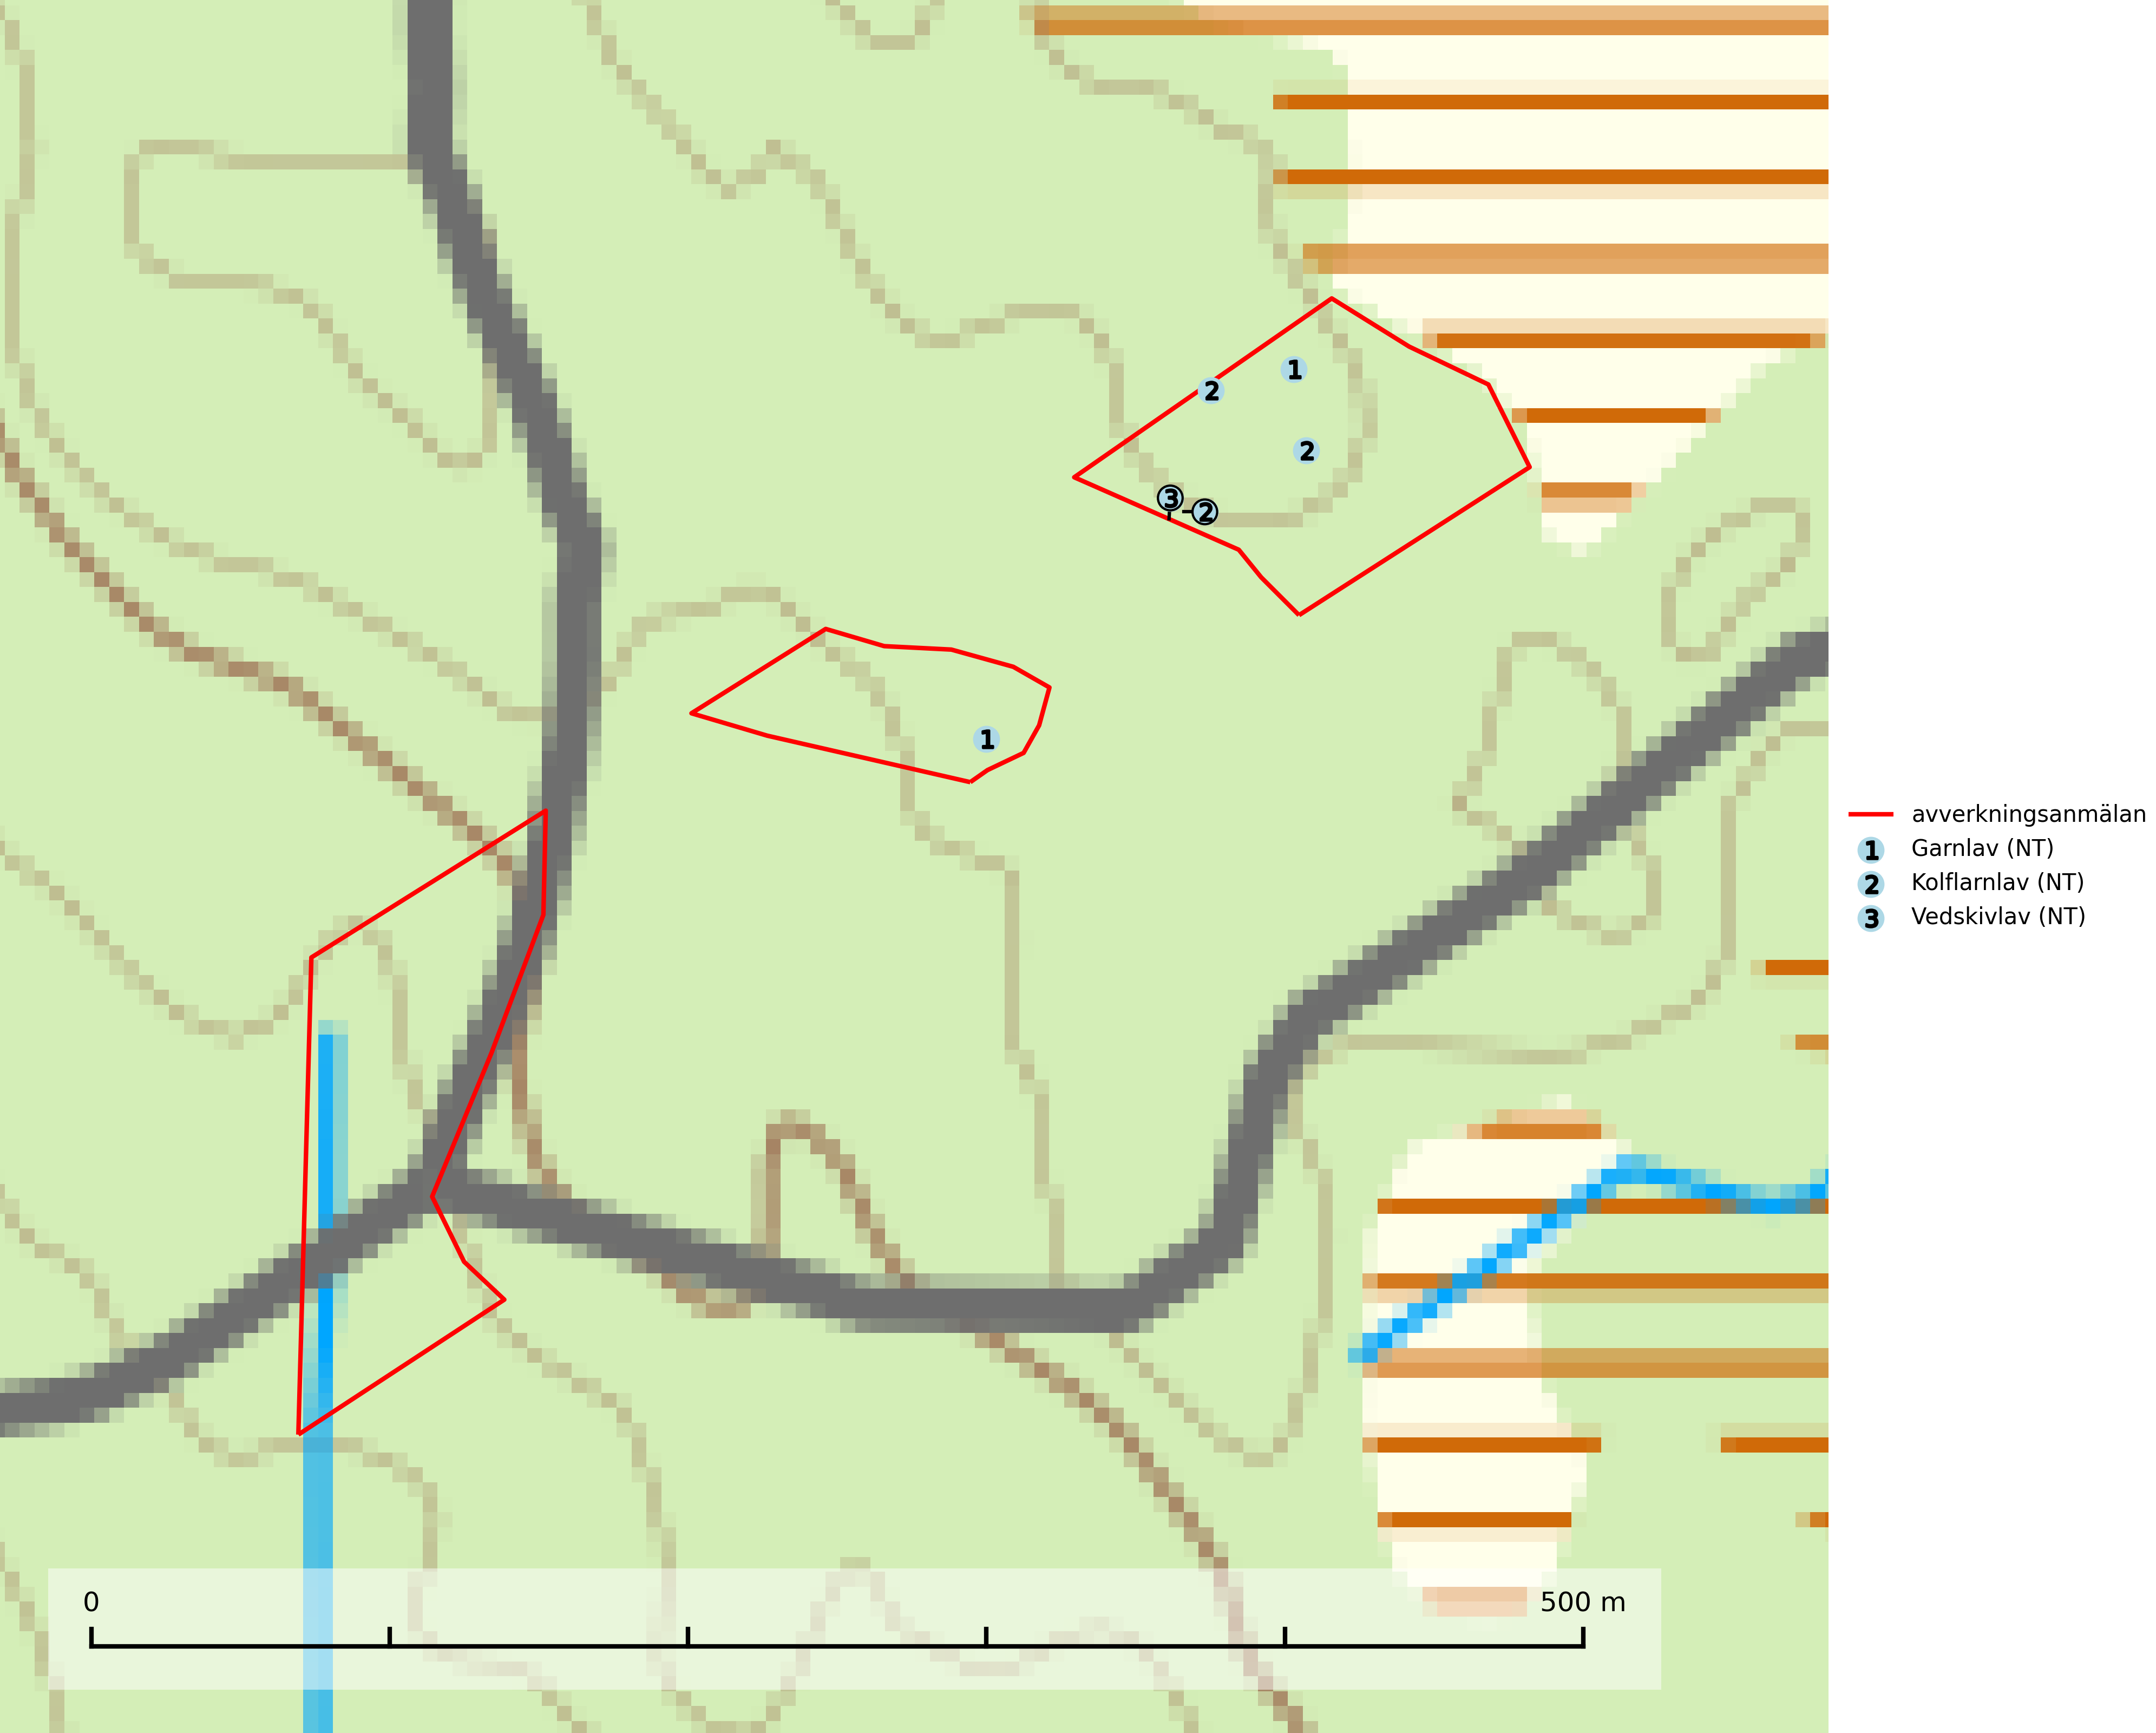 1
2
2
3
2
1
avverkningsanmälan
1 Garnlav (NT)
2 Kolflarnlav (NT)
3 Vedskivlav (NT)
0 500 m